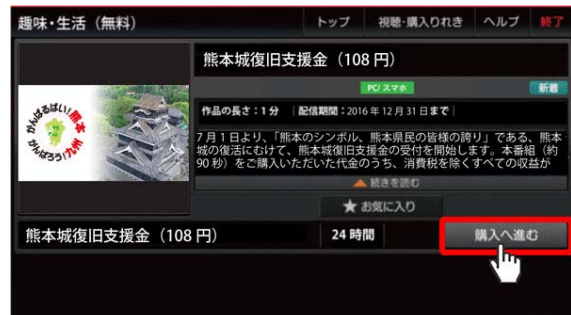 趣味・生活（無料）
トップ　視聴・購入りれき　ヘルプ　終了
熊本城復旧支援金（108 円）
PC/スマホ
新着
作品の長さ：1分　配信期間：2016 年 12 月 31 日まで
7 月 1 日より、「熊本のシンボル、熊本県民の皆様の誇り」である、熊本
城の復活にむけて、熊本城復旧支援金の受付を開始します。本番組（約
90 秒）をご購入いただいた代金のうち、消費税を除くすべての収益が
続きを読む
お気に入り
がんばるばい!!熊本
がんばろう!九州
熊本城復旧支援金（108 円）
24 時間
購入へ進む